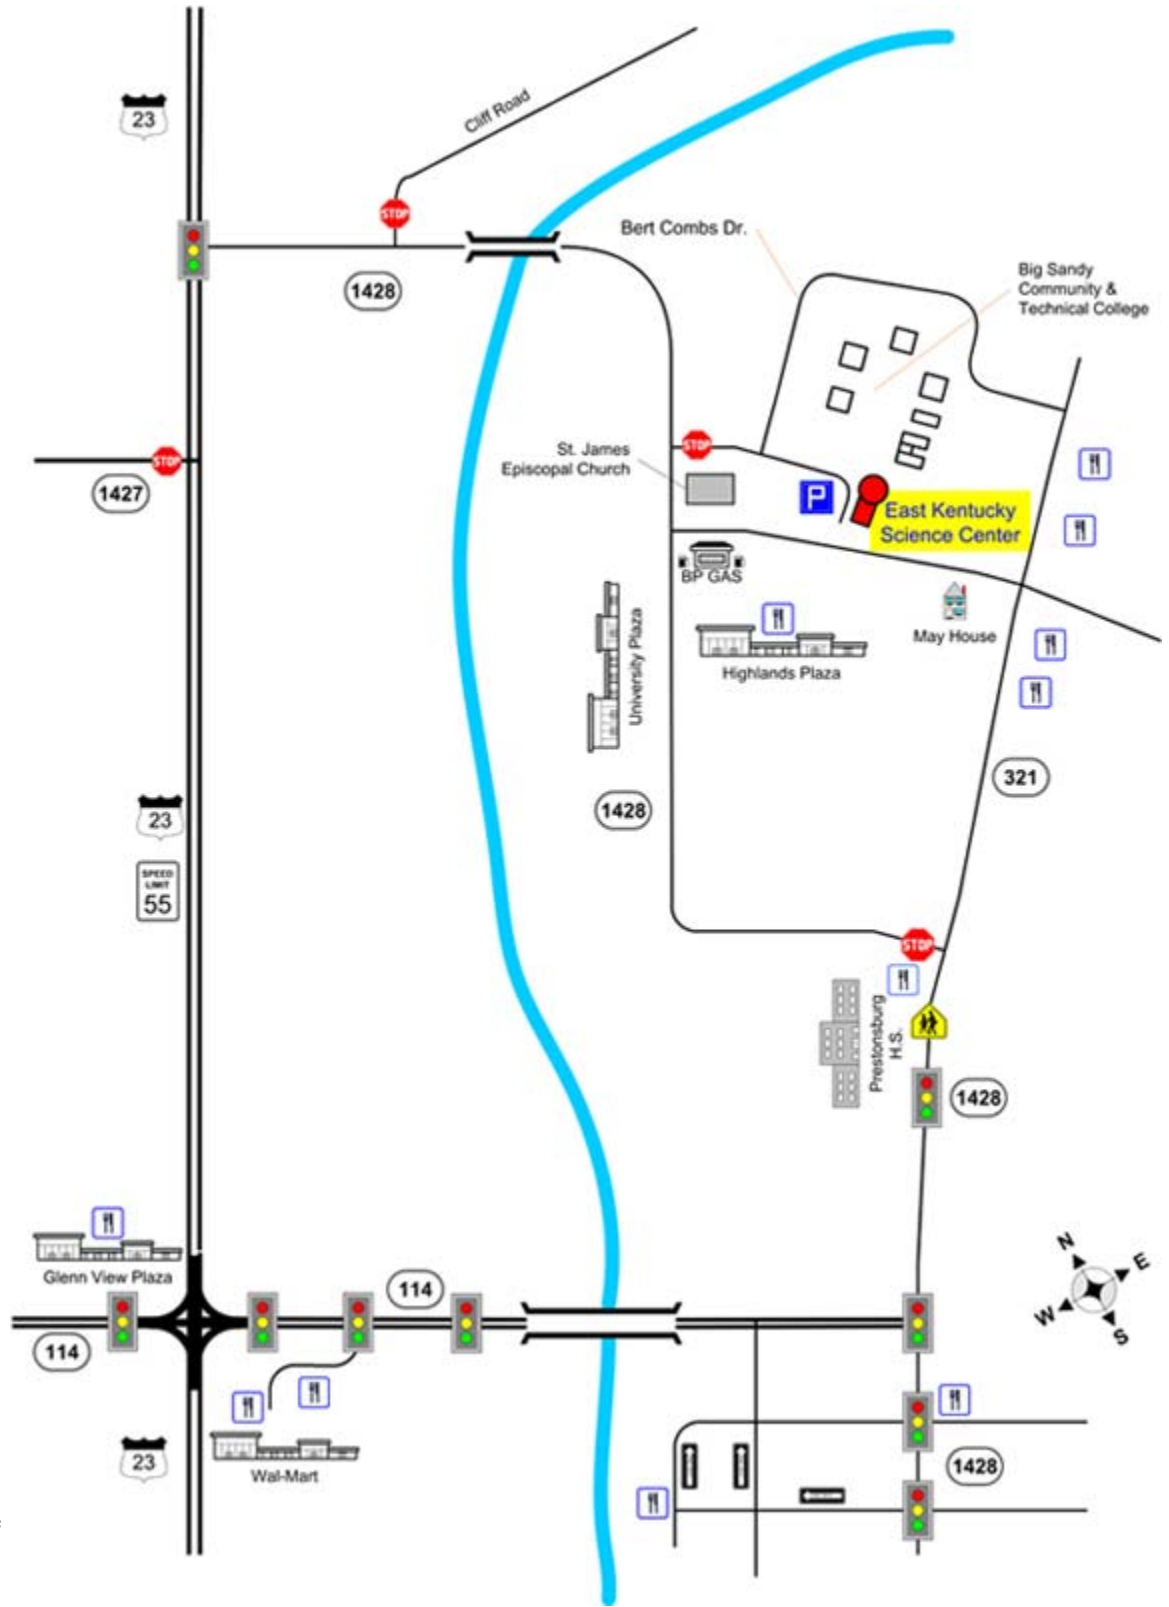 Cliff Road
23
STOP
Bert Combs Dr.
1428
Big Sandy
Community &
Technical College
STOP
St. James
Episcopal Church
STOP
1427
P
East Kentucky
Science Center
BP GAS
May House
University Plaza
Highlands Plaza
321
1428
23
SPEED
LIMIT
55
STOP
Prestonsburg
H.S.
1428
N
E
W
S
Glenn View Plaza
114
114
23
Wal-Mart
1428